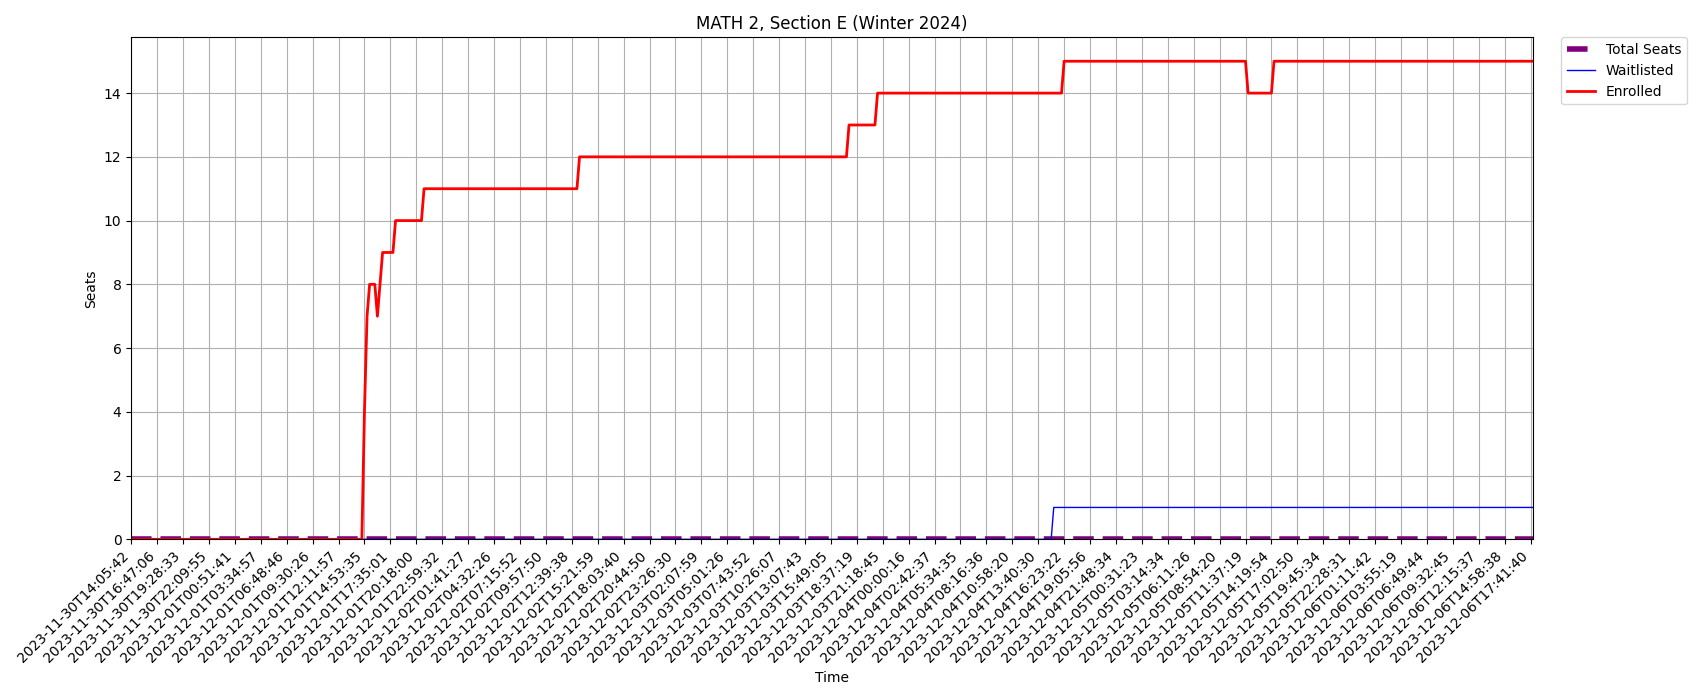 MATH 2, Section E (Winter 2024)
Total Seats
Waitlisted
Enrolled
Seats
14
12
10
8
6
4
2
0
2023-11-30T14:05:42
2023-11-30T16:47:06
2023-11-30T19:28:33
2023-11-30T22:09:55
2023-12-01T00:51:41
2023-12-01T03:34:57
2023-12-01T06:48:46
2023-12-01T09:30:26
2023-12-01T12:11:57
2023-12-01T14:53:35
2023-12-01T17:35:01
2023-12-01T20:18:00
2023-12-01T22:59:32
2023-12-02T01:41:27
2023-12-02T04:32:26
2023-12-02T07:15:52
2023-12-02T09:57:50
2023-12-02T12:39:38
2023-12-02T15:21:59
2023-12-02T18:03:40
2023-12-02T20:44:50
2023-12-02T23:26:30
2023-12-03T02:07:59
2023-12-03T05:01:26
2023-12-03T07:43:52
2023-12-03T10:26:07
2023-12-03T13:07:43
2023-12-03T15:49:05
2023-12-03T18:37:19
2023-12-03T21:18:45
2023-12-04T00:00:16
2023-12-04T02:42:37
2023-12-04T05:34:35
2023-12-04T08:16:36
2023-12-04T10:58:20
2023-12-04T13:40:30
2023-12-04T16:23:22
2023-12-04T19:05:56
2023-12-04T21:48:34
2023-12-05T00:31:23
2023-12-05T03:14:34
2023-12-05T06:11:26
2023-12-05T08:54:20
2023-12-05T11:37:19
2023-12-05T14:19:54
2023-12-05T17:02:50
2023-12-05T19:45:34
2023-12-05T22:28:31
2023-12-06T01:11:42
2023-12-06T03:55:19
2023-12-06T06:49:44
2023-12-06T09:32:45
2023-12-06T12:15:37
2023-12-06T14:58:38
2023-12-06T17:41:40
Time